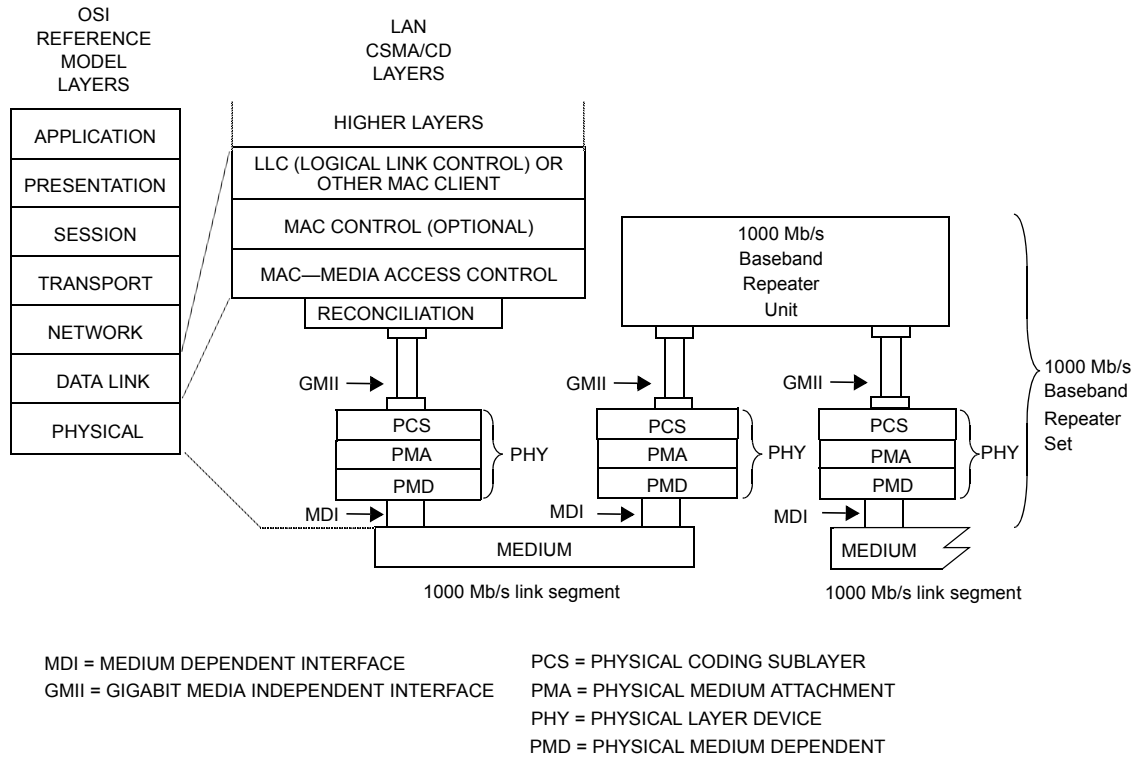 OSI
REFERENCE
MODEL
LAYERS
LAN
CSMA/CD
LAYERS
APPLICATION
PRESENTATION
SESSION
TRANSPORT
NETWORK
DATA LINK
PHYSICAL
HIGHER LAYERS
LLC (LOGICAL LINK CONTROL) OR
OTHER MAC CLIENT
MAC CONTROL (OPTIONAL)
MAC—MEDIA ACCESS CONTROL
RECONCILIATION
1000 Mb/s
Baseband
Repeater
Unit
GMII
GMII
GMII
PCS
PMA
PMD
PHY
PCS
PMA
PMD
PHY
PCS
PMA
PMD
PHY
1000 Mb/s
Baseband
Repeater
Set
MDI
MDI
MDI
MEDIUM
MEDIUM
1000 Mb/s link segment
1000 Mb/s link segment
MDI = MEDIUM DEPENDENT INTERFACE
GMII = GIGABIT MEDIA INDEPENDENT INTERFACE
PCS = PHYSICAL CODING SUBLAYER
PMA = PHYSICAL MEDIUM ATTACHMENT
PHY = PHYSICAL LAYER DEVICE
PMD = PHYSICAL MEDIUM DEPENDENT